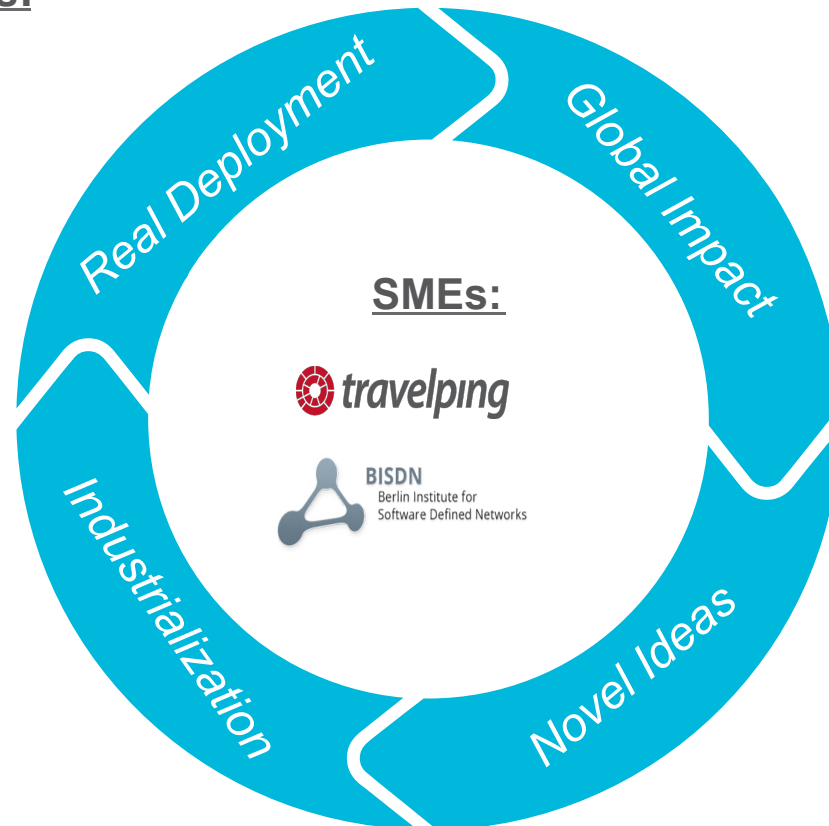 Real Deployment
Global Impact
SMEs:
travelping
BISDN
Berlin Institute for
Software Defined Networks
Industrialization
Novel Ideas